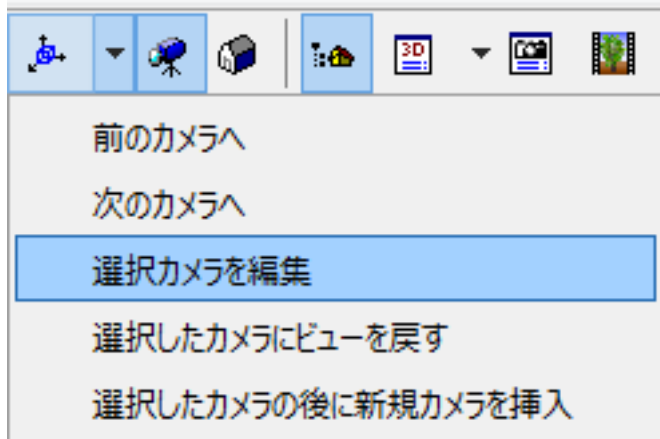 3D
前のカメラへ
次のカメラへ
選択カメラを編集
選択したカメラにビューを戻す
選択したカメラの後に新規カメラを挿入